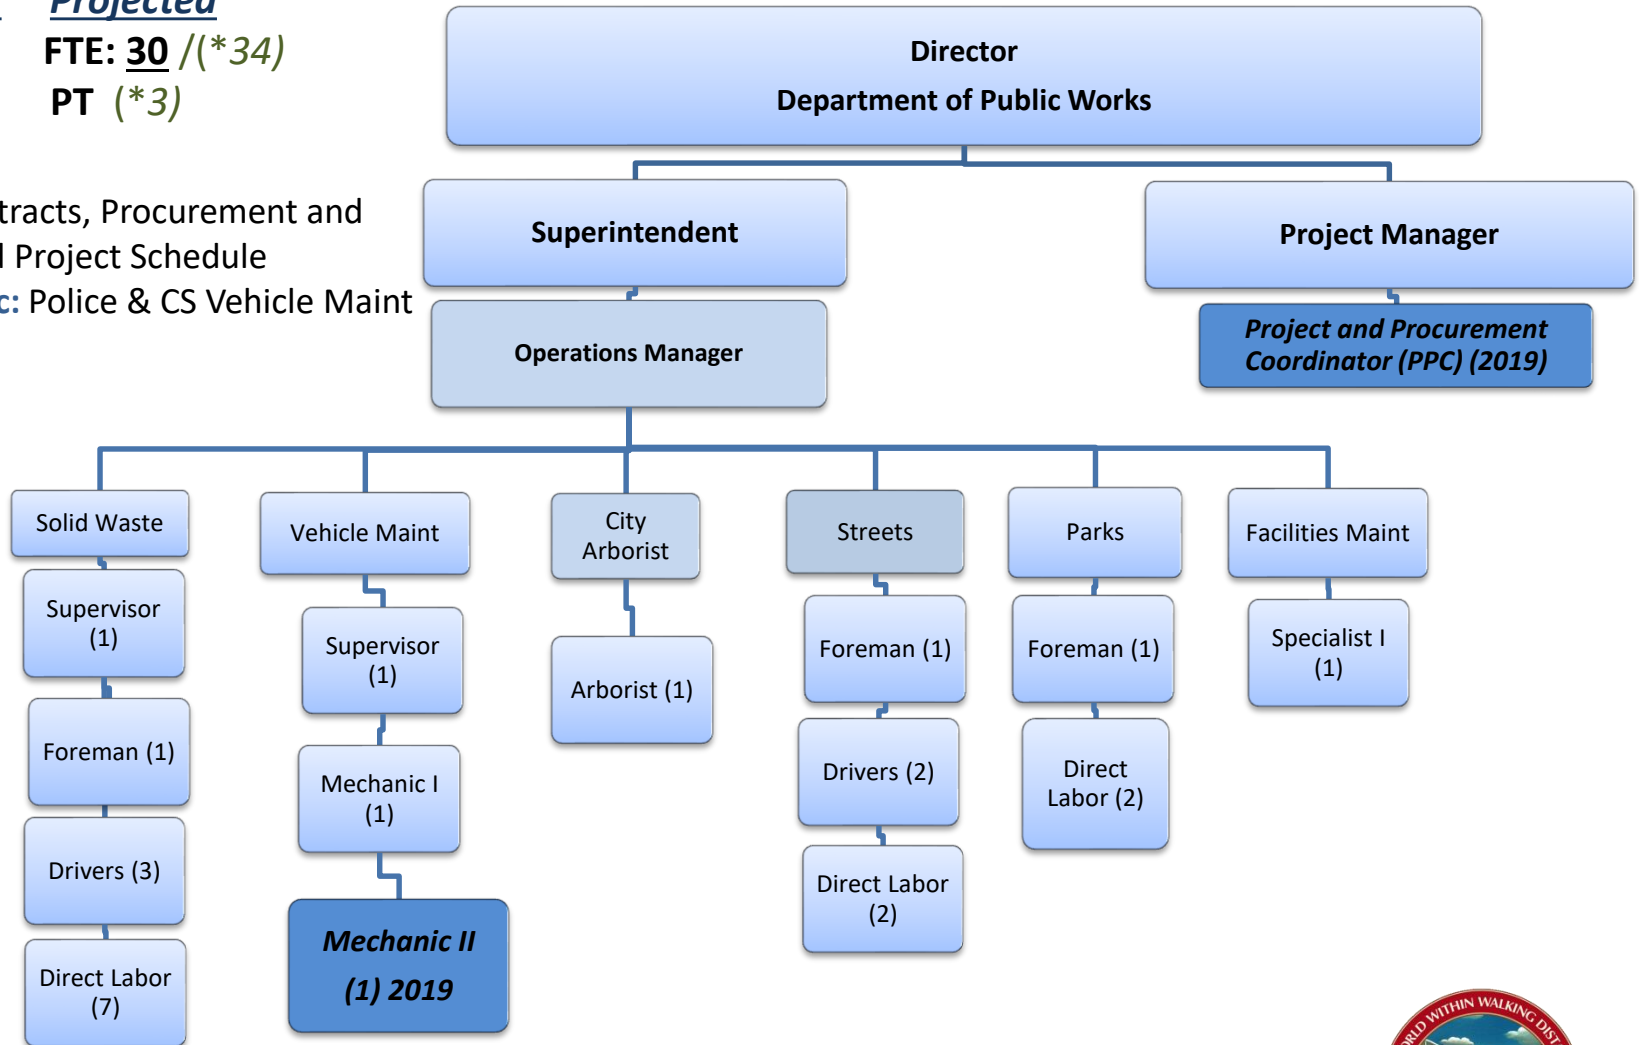 Projected
FTE: 30 /(*34)
PT (*3)
Director
Department of Public Works
tracts, Procurement and
Project Schedule
c: Police & CS Vehicle Maint
Superintendent
Project Manager
Operations Manager
Project and Procurement
Coordinator (PPC) (2019)
Solid Waste
Supervisor
(1)
Foreman (1)
Drivers (3)
Direct Labor
(7)
Vehicle Maint
Supervisor
(1)
Mechanic I
(1)
Mechanic II
(1) 2019
City
Arborist
Arborist (1)
Streets
Foreman (1)
Drivers (2)
Direct Labor
(2)
Parks
Foreman (1)
Direct
Labor (2)
Facilities Maint
Specialist I
(1)
WITHIN WALKING